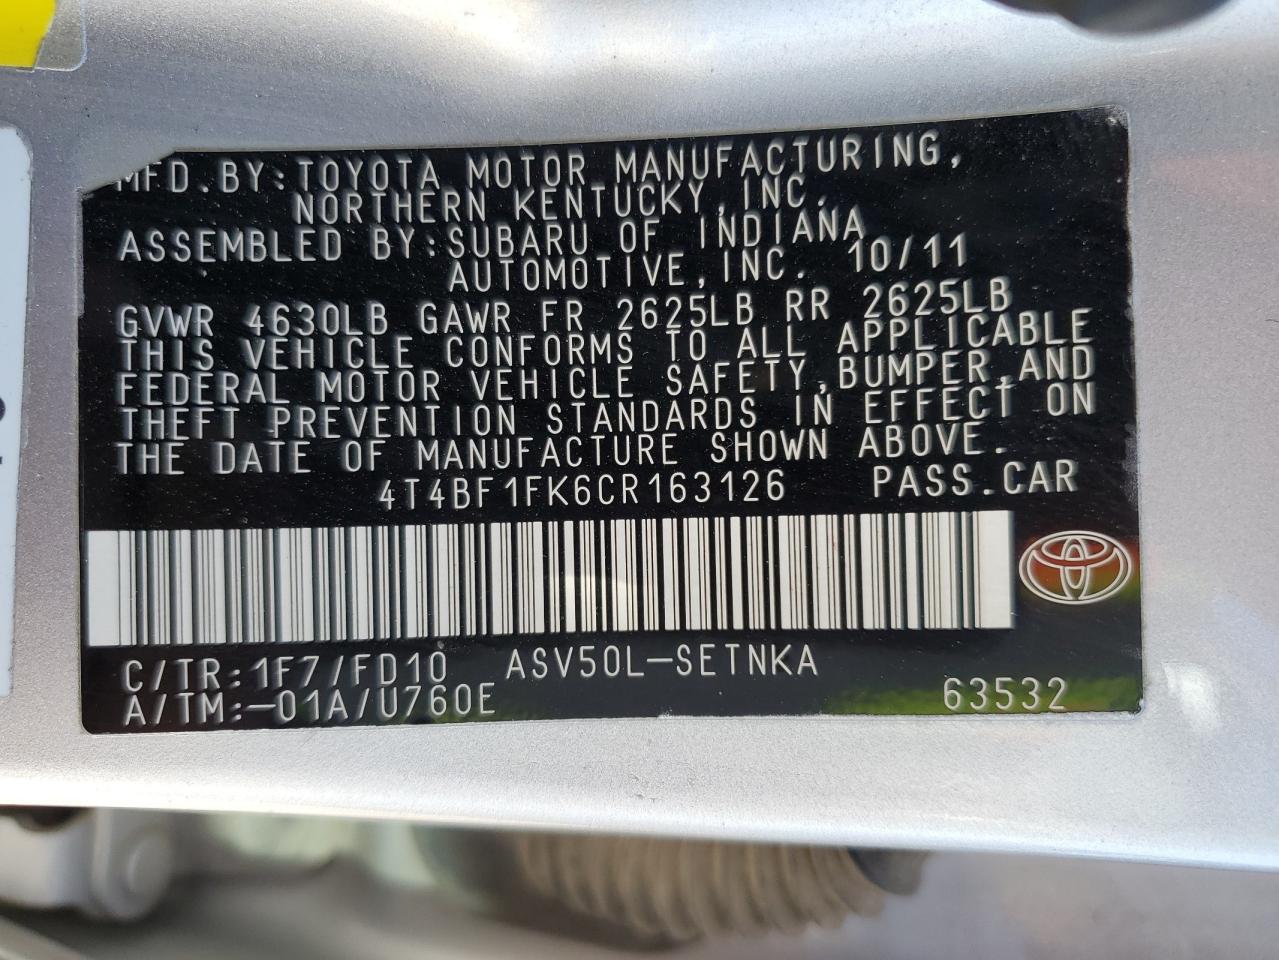 MFD.BY:TOYOTA MOTOR MANUFACTURING,
NORTHERN KENTUCKY,INC.
ASSEMBLED BY:SUBARU OF INDIANA
AUTOMOTIVE,INC. 10/11
GVWR 4630LB GAWR FR 2625LB RR 2625LB
THIS VEHICLE CONFORMS TO ALL APPLICABLE
FEDERAL MOTOR VEHICLE SAFETY,BUMPER,AND
THEFT PREVENTION STANDARDS IN EFFECT ON
THE DATE OF MANUFACTURE SHOWN ABOVE.
4T4BF1FK6CR163126 PASS.CAR
C/TR:1F7/FD10 ASV50L-SETNKA
A/TM:-01A/U760E 63532